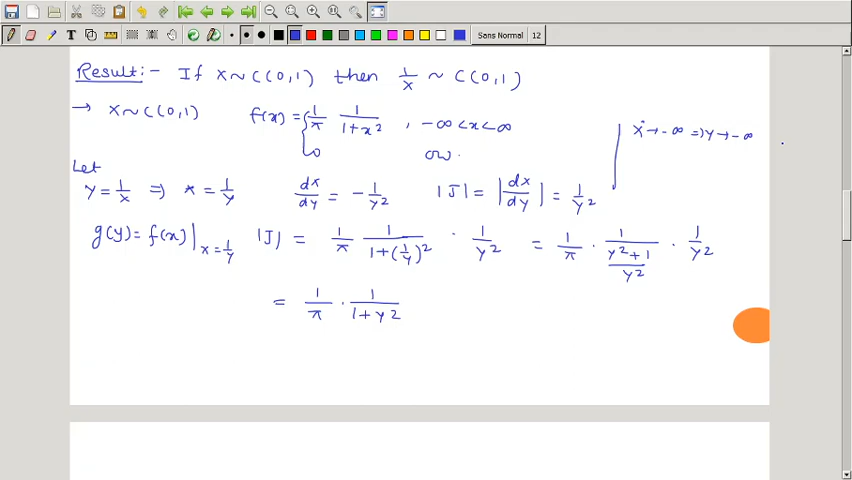 Sans Normal 12
Result:- If X~C(0,1) then 1/X ~ C(0,1)
→ X~C(0,1) f(x) = { 1/π 1/(1+x²) , -∞<x<∞
0 ow.
x→-∞ ⇒ y→-∞
Let
y = 1/x ⇒ x = 1/y dx/dy = -1/y² |J| = |dx/dy| = 1/y²
g(y) = f(x)|x=1/y |J| = 1/π 1/(1+(1/y)²) · 1/y² = 1/π · 1/((y²+1)/y²) · 1/y²
= 1/π · 1/(1+y²)